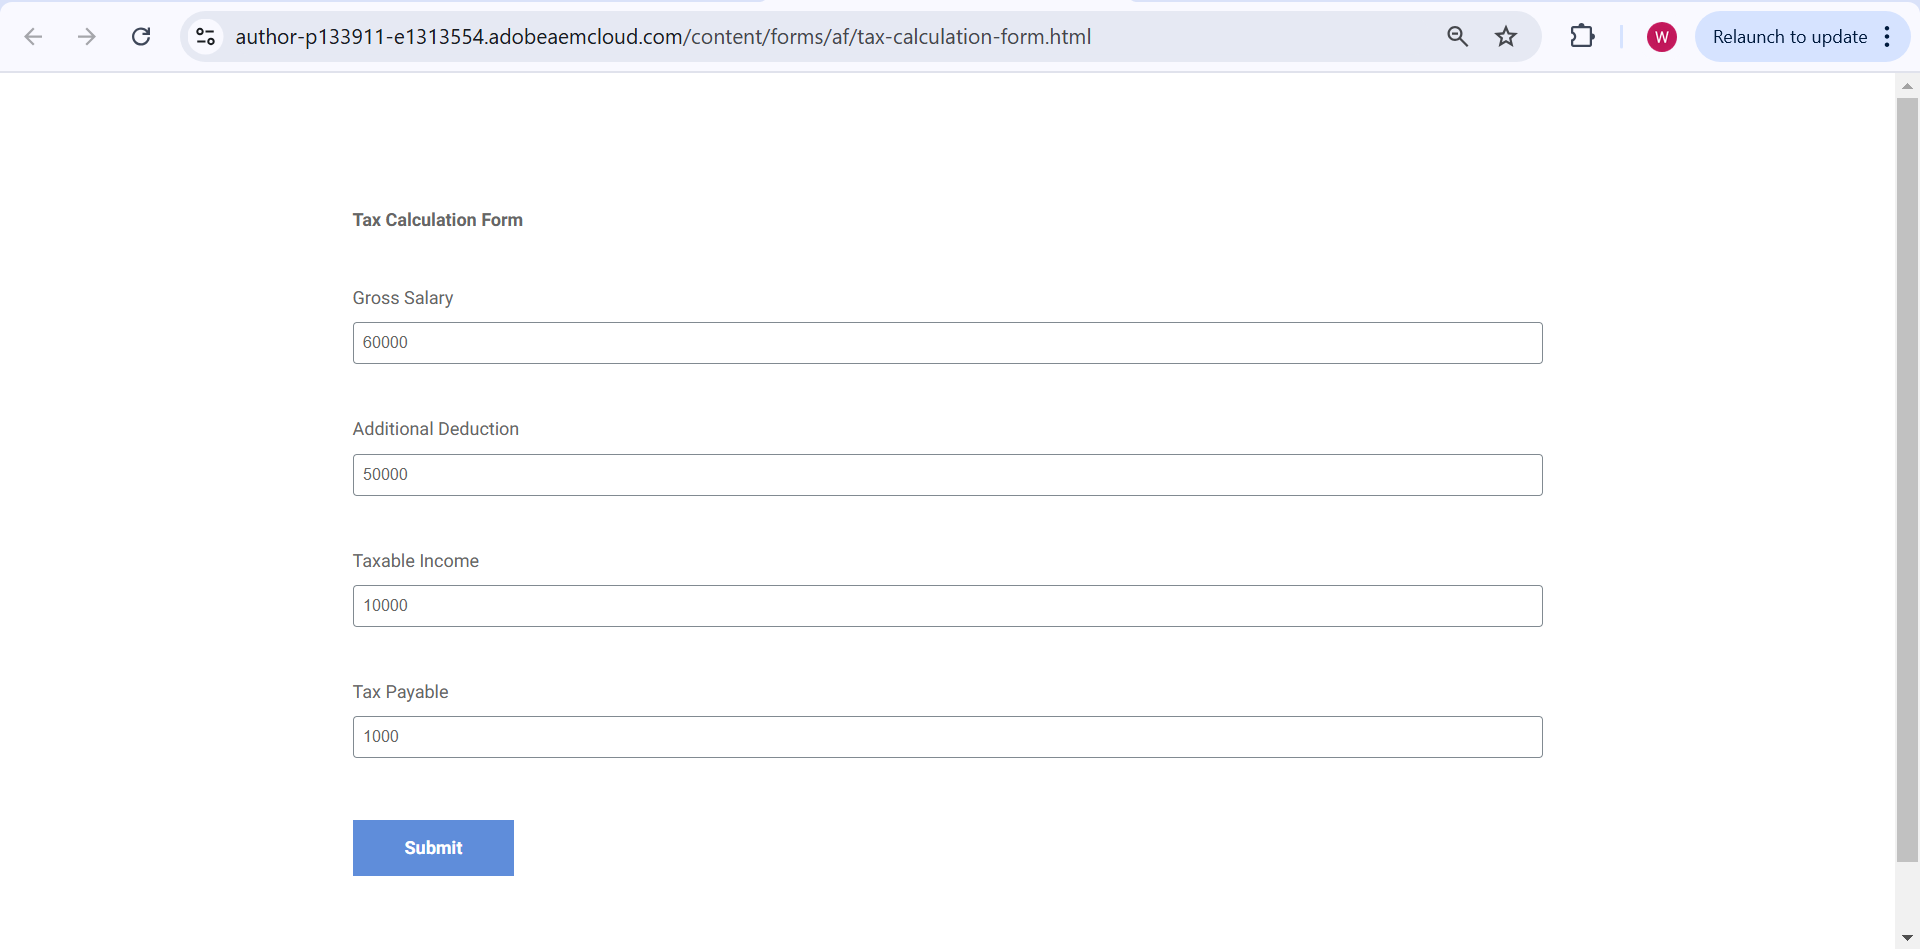 author-p133911-e1313554.adobeaemcloud.com/content/forms/af/tax-calculation-form.html
W
Relaunch to update
Tax Calculation Form
Gross Salary
60000
Additional Deduction
50000
Taxable Income
10000
Tax Payable
1000
Submit